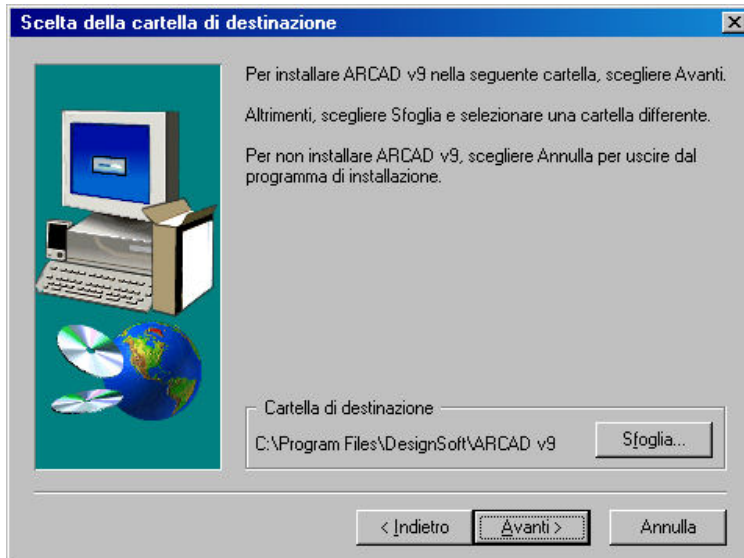 Scelta della cartella di destinazione
Per installare ARCAD v9 nella seguente cartella, scegliere Avanti.
Altrimenti, scegliere Sfoglia e selezionare una cartella differente.
Per non installare ARCAD v9, scegliere Annulla per uscire dal
programma di installazione.
Cartella di destinazione
C:\Program Files\DesignSoft\ARCAD v9
Sfoglia...
< Indietro
Avanti >
Annulla